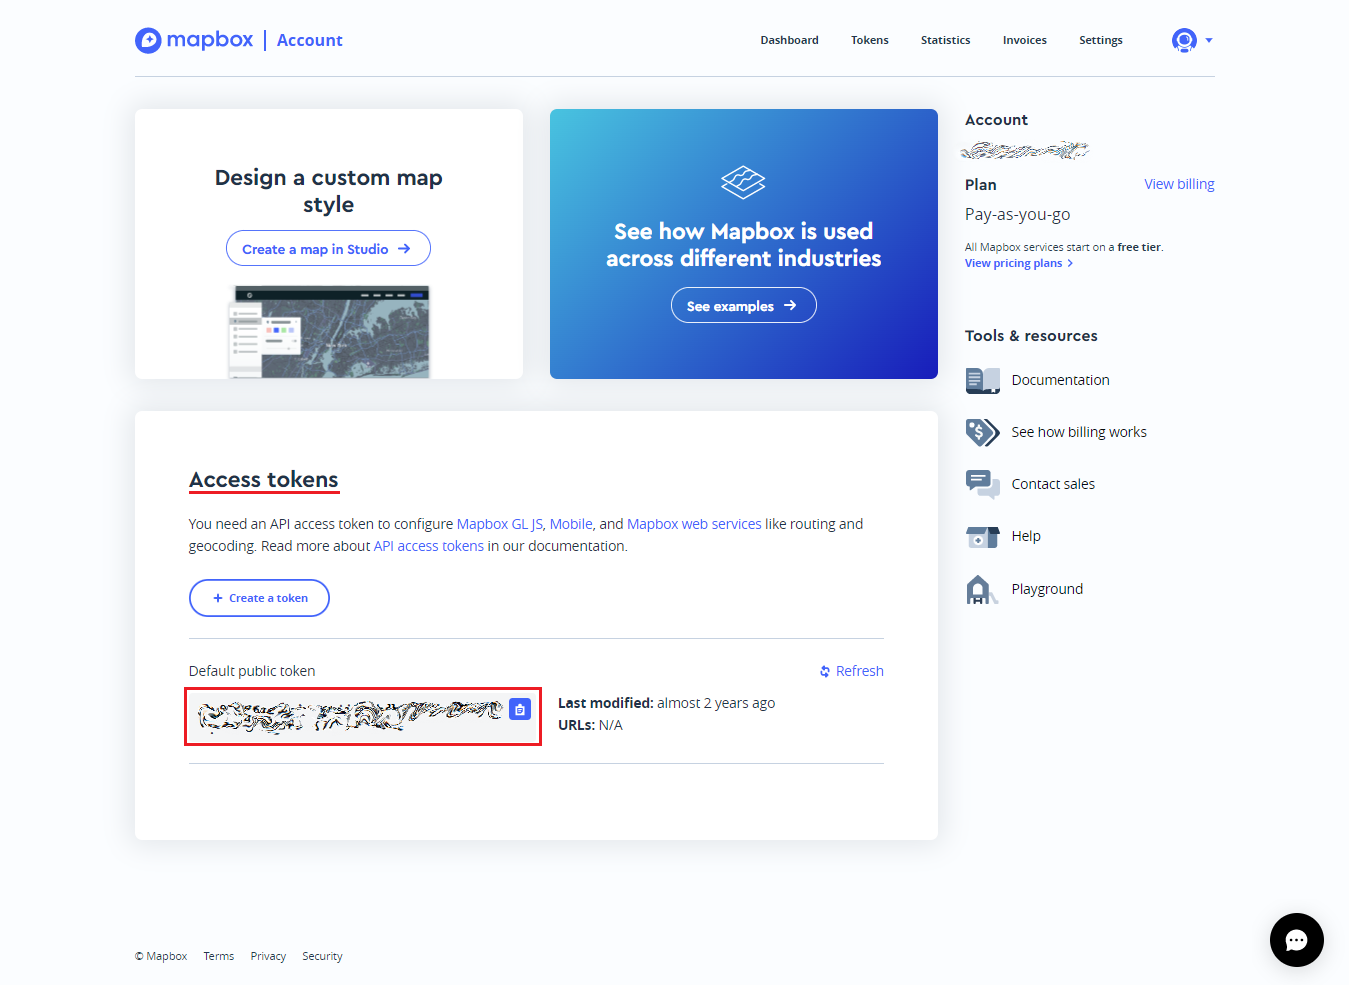 mapbox | Account
Dashboard
Tokens
Statistics
Invoices
Settings
Design a custom map
style
Create a map in Studio →
See how Mapbox is used
across different industries
See examples →
Account
Plan
View billing
Pay-as-you-go
All Mapbox services start on a free tier.
View pricing plans >
Tools & resources
Documentation
See how billing works
Contact sales
Help
Playground
Access tokens
You need an API access token to configure Mapbox GL JS, Mobile, and Mapbox web services like routing and
geocoding. Read more about API access tokens in our documentation.
+ Create a token
Default public token
Refresh
Last modified: almost 2 years ago
URLs: N/A
© Mapbox
Terms
Privacy
Security